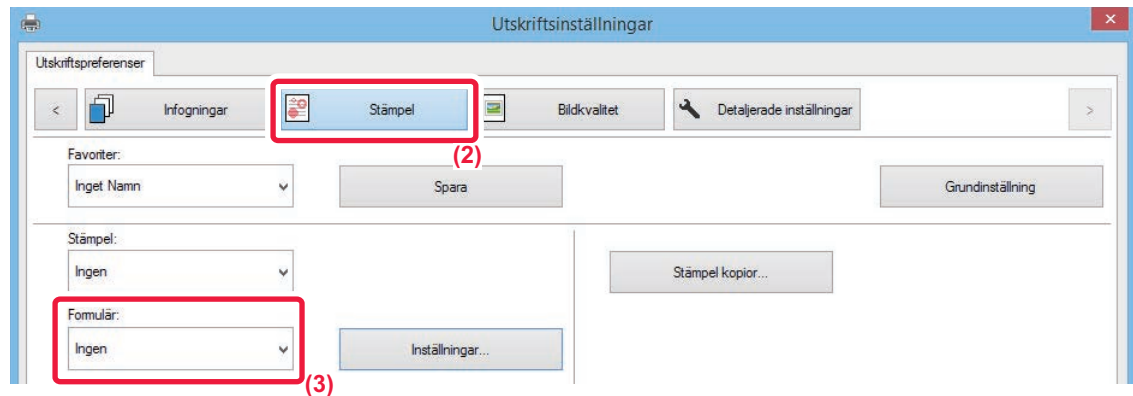 Utskriftsinställningar
Utskriftspreferenser
< Infogningar Stämpel Bildkvalitet Detaljerade inställningar >
(2)
Favoriter:
Inget Namn Spara Grundinställning
Stämpel:
Ingen Stämpel kopior...
Formulär:
Ingen Inställningar...
(3)